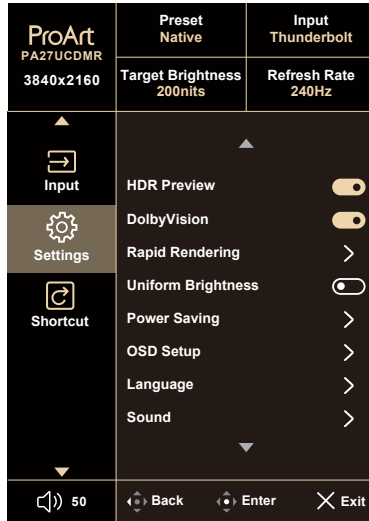 ProArt
PA27UCDMR
3840x2160
Preset
Native
Input
Thunderbolt
Target Brightness
200nits
Refresh Rate
240Hz
Input
Settings
Shortcut
HDR Preview
DolbyVision
Rapid Rendering
Uniform Brightness
Power Saving
OSD Setup
Language
Sound
50
Back
Enter
Exit